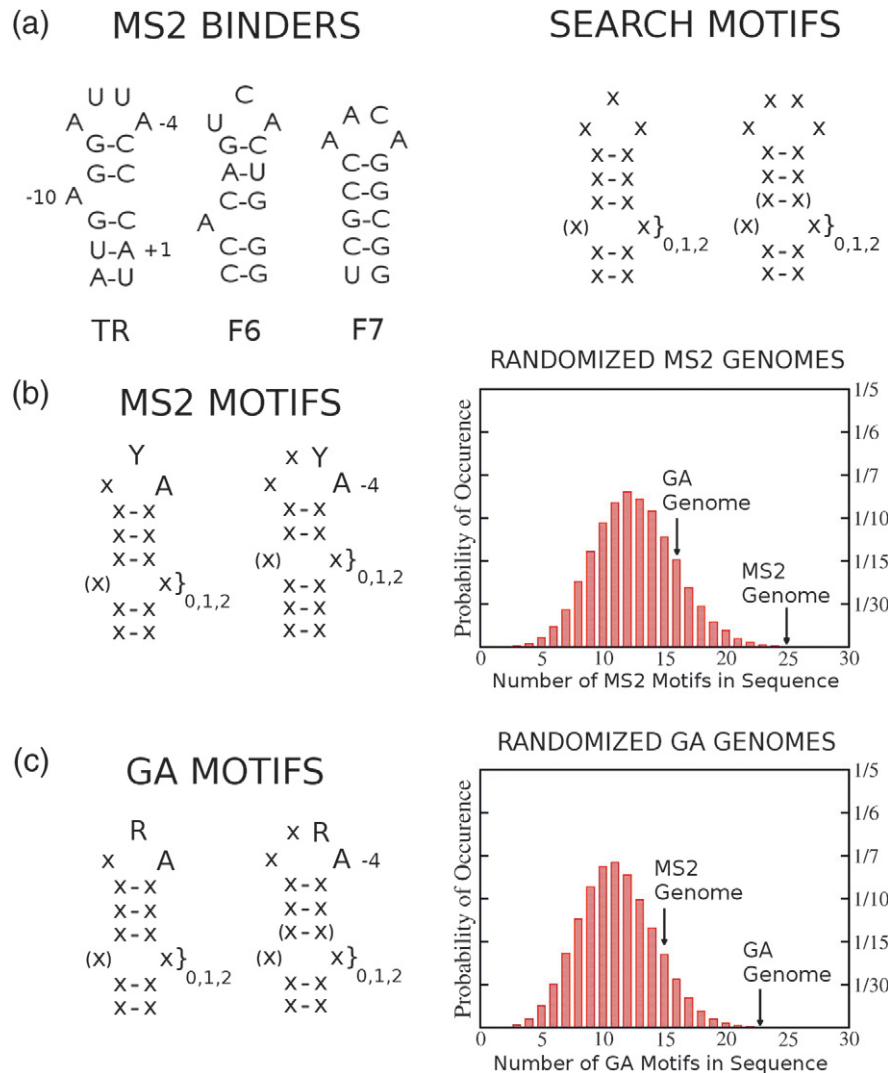 (a)
MS2 BINDERS
U U
A A -4
G-C
G-C
-10 A
G-C
U-A +1
A-U
TR
C
U A
G-C
A-U
C-G
A
C-G
C-G
F6
A C
A A
C-G
C-G
G-C
C-G
U G
F7
SEARCH MOTIFS
x
x x
x-x
x-x
x-x
(x) x}0,1,2
x-x
x-x
x x
x x
x-x
x-x
(x-x)
(x) x}0,1,2
x-x
x-x
(b)
MS2 MOTIFS
Y
x A
x-x
x-x
x-x
(x) x}0,1,2
x-x
x-x
x Y
x A -4
x-x
x-x
(x) x}0,1,2
x-x
x-x
x-x
RANDOMIZED MS2 GENOMES
Probability of Occurence
1/5
1/6
1/7
1/10
1/15
1/30
GA
Genome
MS2
Genome
0 5 10 15 20 25 30
Number of MS2 Motifs in Sequence
(c)
GA MOTIFS
R
x A
x-x
x-x
x-x
(x) x}0,1,2
x-x
x-x
x R
x A -4
x-x
x-x
(x-x)
(x) x}0,1,2
x-x
x-x
RANDOMIZED GA GENOMES
Probability of Occurence
1/5
1/6
1/7
1/10
1/15
1/30
MS2
Genome
GA
Genome
0 5 10 15 20 25 30
Number of GA Motifs in Sequence